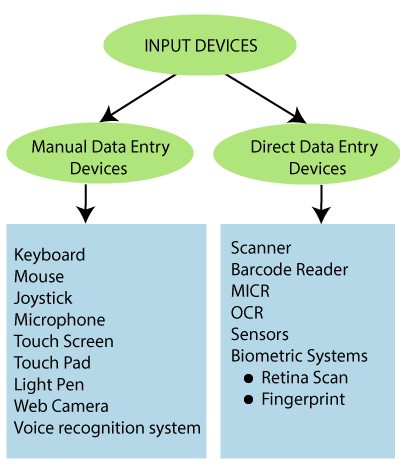 INPUT DEVICES
Manual Data Entry
Devices
Direct Data Entry
Devices
Keyboard
Mouse
Joystick
Microphone
Touch Screen
Touch Pad
Light Pen
Web Camera
Voice recognition system
Scanner
Barcode Reader
MICR
OCR
Sensors
Biometric Systems
● Retina Scan
● Fingerprint